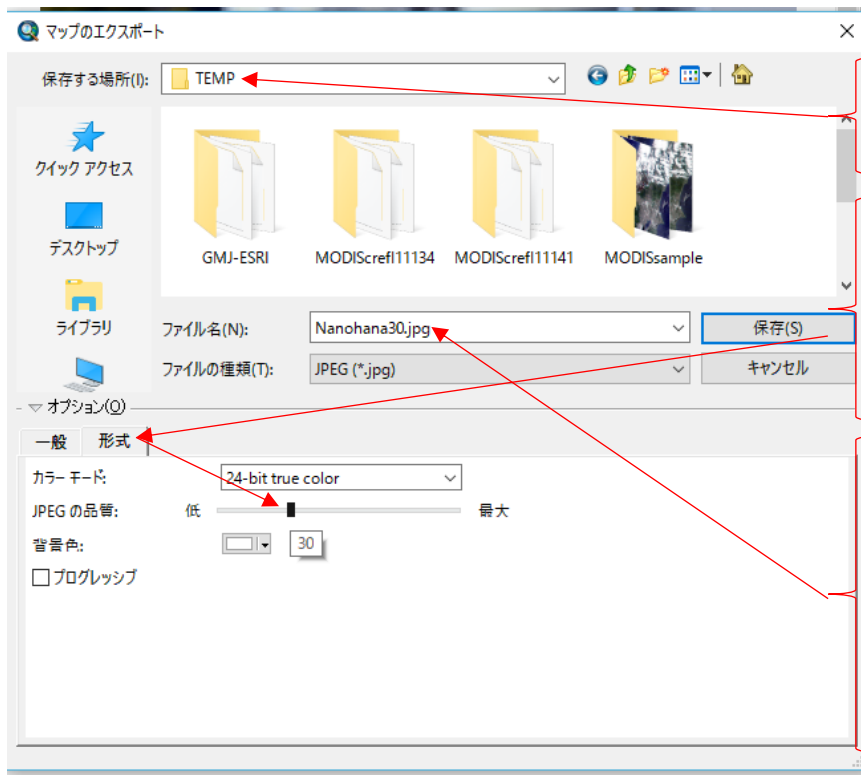 マップのエクスポート
保存する場所(I): TEMP
クイック アクセス
デスクトップ
ライブラリ
GMJ-ESRI MODIScrefl11134 MODIScrefl11141 MODISsample
ファイル名(N): Nanohana30.jpg 保存(S)
ファイルの種類(T): JPEG (*.jpg) キャンセル
オプション(O)
一般 形式
カラー モード: 24-bit true color
JPEG の品質: 低 最大
背景色: 30
プログレッシブ